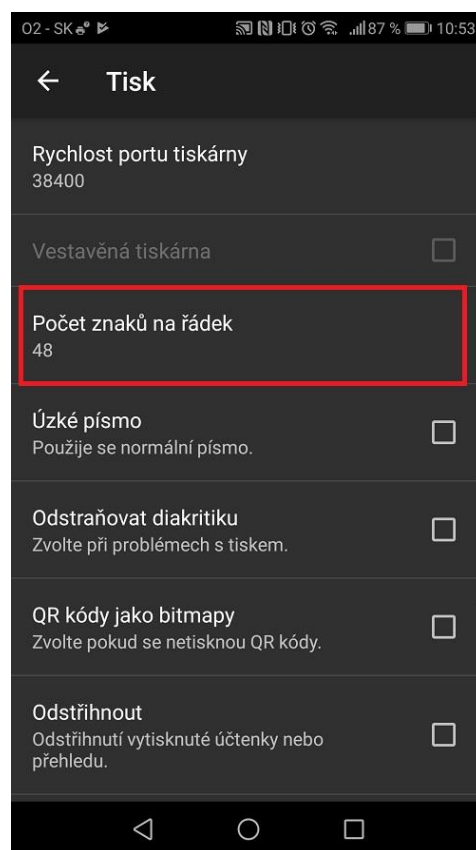 O2 - SK 87 % 10:53
Tisk
Rychlost portu tiskárny
38400
Vestavěná tiskárna
Počet znaků na řádek
48
Úzké písmo
Použije se normální písmo.
Odstraňovat diakritiku
Zvolte při problémech s tiskem.
QR kódy jako bitmapy
Zvolte pokud se netisknou QR kódy.
Odstřihnout
Odstřihnutí vytisknuté účtenky nebo
přehledu.